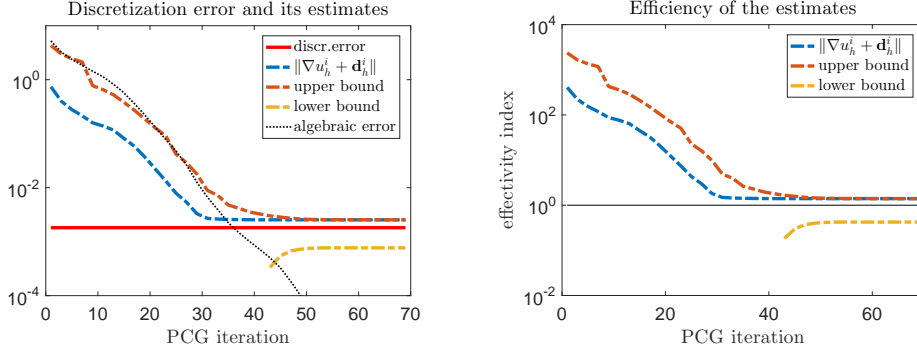 Discretization error and its estimates
10^0
10^-2
10^-4
0 10 20 30 40 50 60 70
PCG iteration
discr.error
‖∇u_h^i + d_h^i‖
upper bound
lower bound
algebraic error
Efficiency of the estimates
effectivity index
10^4
10^2
10^0
10^-2
0 20 40 60
PCG iteration
‖∇u_h^i + d_h^i‖
upper bound
lower bound